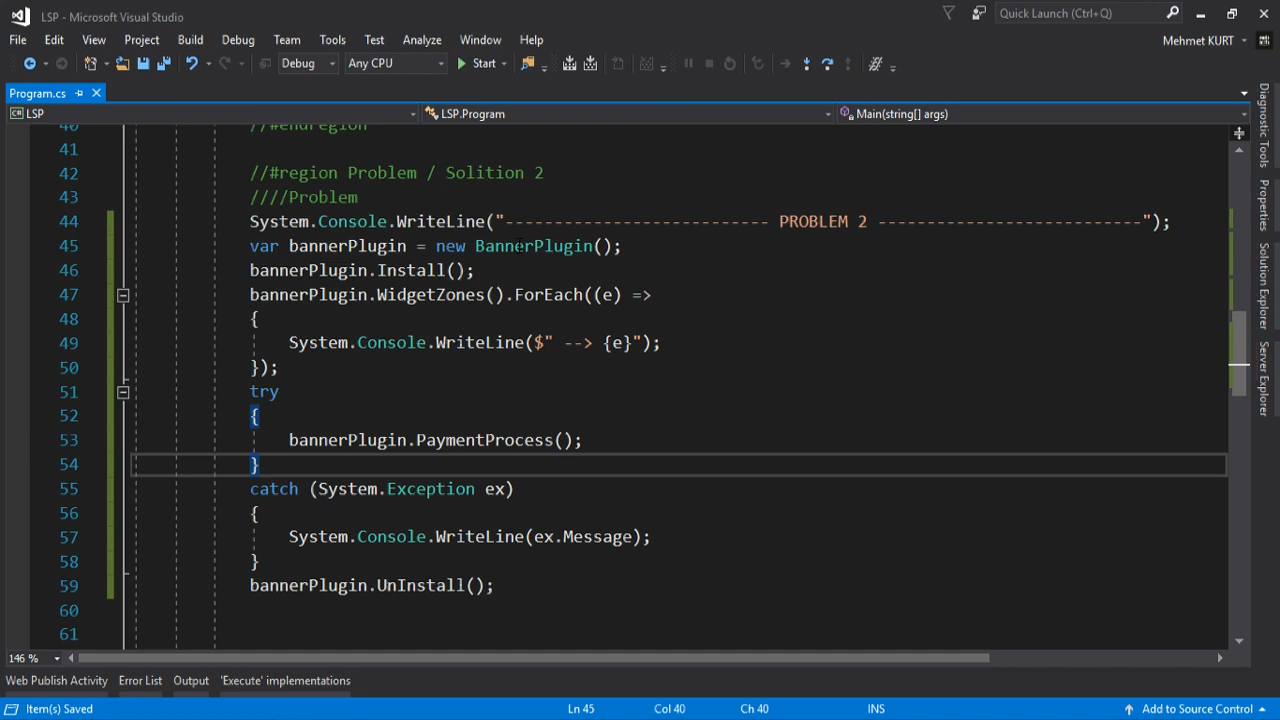 LSP - Microsoft Visual Studio
Quick Launch (Ctrl+Q)
File Edit View Project Build Debug Team Tools Test Analyze Window Help
Mehmet KURT
Debug Any CPU Start
Program.cs
LSP LSP.Program Main(string[] args)
40 //#endregion
41
42 //#region Problem / Solition 2
43 ////Problem
44 System.Console.WriteLine("--------------------------- PROBLEM 2 ---------------------------");
45 var bannerPlugin = new BannerPlugin();
46 bannerPlugin.Install();
47 bannerPlugin.WidgetZones().ForEach((e) =>
48 {
49 System.Console.WriteLine($" --> {e}");
50 });
51 try
52 {
53 bannerPlugin.PaymentProcess();
54 }
55 catch (System.Exception ex)
56 {
57 System.Console.WriteLine(ex.Message);
58 }
59 bannerPlugin.UnInstall();
60
61
Diagnostic Tools
Properties
Solution Explorer
Server Explorer
146 %
Web Publish Activity Error List Output 'Execute' implementations
Item(s) Saved Ln 45 Col 40 Ch 40 INS Add to Source Control